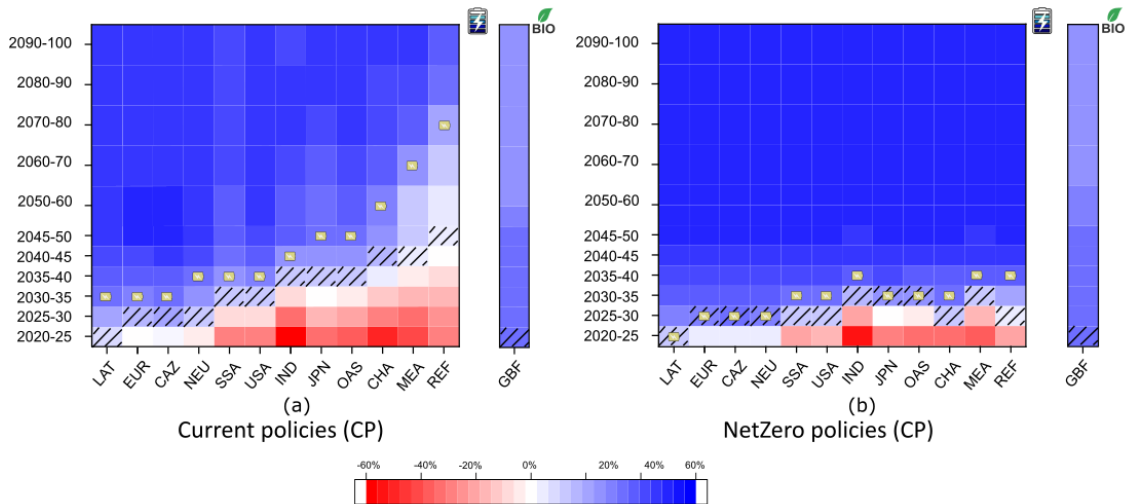 BIO
BIO
2090-100
2080-90
2070-80
2060-70
2050-60
2045-50
2040-45
2035-40
2030-35
2025-30
2020-25
LAT EUR CAZ NEU SSA USA IND JPN OAS CHA MEA REF GBF
(a)
Current policies (CP)
2090-100
2080-90
2070-80
2060-70
2050-60
2045-50
2040-45
2035-40
2030-35
2025-30
2020-25
LAT EUR CAZ NEU SSA USA IND JPN OAS CHA MEA REF GBF
(b)
NetZero policies (CP)
-60% -40% -20% 0% 20% 40% 60%